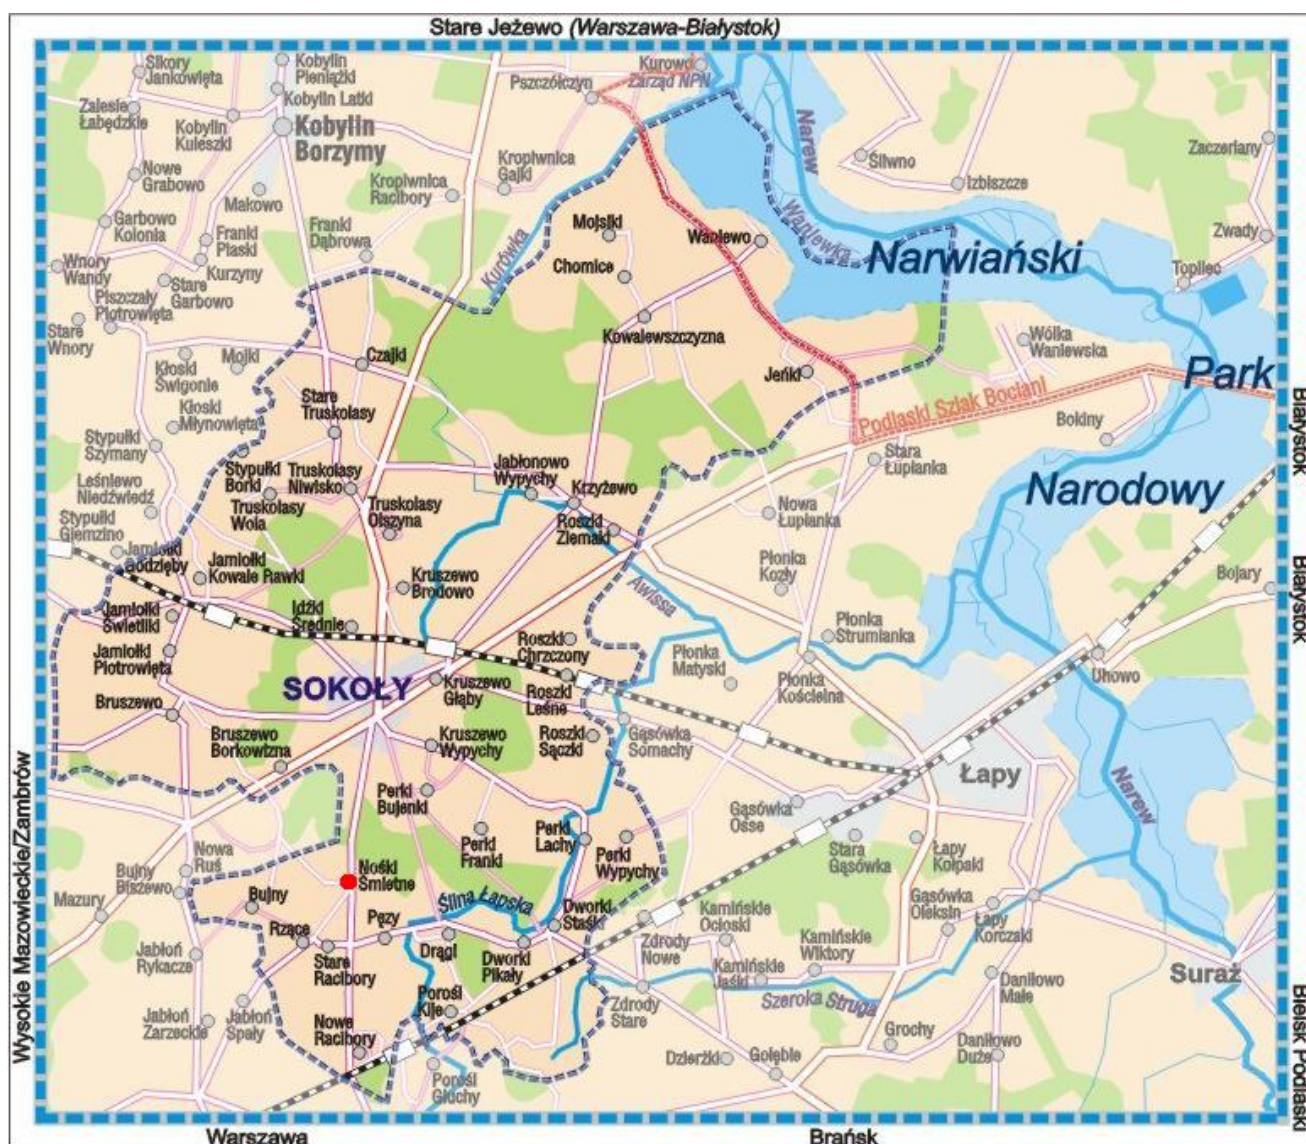 Stare Jeżewo (Warszawa-Białystok)
Sikory
Jankowięta
Kobylin
Pieniążki
Kobylin Latki
Zalesie
Łabędzkie
Kobylin
Kuleszki
Kobylin
Borzymy
Pszczółczyn
Kurowo
Zarząd NPN
Narew
Śliwno
Izbiszcze
Zaczerlany
Nowe
Grabowo
Makowo
Kropiwnica
Racibory
Kropiwnica
Gajki
Garbowo
Kolonia
Franki
Piaski
Franki
Dąbrowa
Kurówka
Mojsiki
Waniewo
Waniewka
Narwiański
Zwady
Topilec
Wnory
Wandy
Kurzyny
Stare
Garbowo
Chomice
Piszczały
Piotrowięta
Stare
Wnory
Kowalewszczyzna
Wólka
Waniewska
Mojki
Kłoski
Świgonie
Czajki
Jeńki
Park
Stare
Truskolasy
Kłoski
Młynowięta
Podlaski Szlak Bociani
Bokiny
Białystok
Stypułki
Szymany
Stypułki
Borki
Truskolasy
Niwisko
Jabłonowo
Wypychy
Krzyżewo
Stara
Łupianka
Narodowy
Leśniewo
Niedźwiedź
Truskolasy
Wola
Truskolasy
Olszyna
Roszki
Ziemaki
Nowa
Łupianka
Stypułki
Giemzino
Jamiołki
Godzięby
Jamiołki
Kowale Rawki
Kruszewo
Brodowo
Płonka
Kozły
Awissa
Bojary
Białystok
Jamiołki
Świetliki
Idźki
Średnie
Roszki
Chrzczony
Płonka
Strumianka
Jamiołki
Piotrowięta
Płonka
Matyski
Płonka
Kościelna
Uhowo
SOKOŁY
Kruszewo
Głąby
Roszki
Leśne
Bruszewo
Bruszewo
Borkowizna
Kruszewo
Wypychy
Roszki
Sączki
Gąsówka
Somachy
Łapy
Narew
Perki
Bujenki
Gąsówka
Osse
Wysokie Mazowieckie/Zambrów
Nowa
Ruś
Perki
Franki
Perki
Lachy
Perki
Wypychy
Stara
Gąsówka
Łapy
Kołpaki
Bujny
Biszewo
Nośki
Śmietne
Mazury
Bujny
Ślina Łapska
Dworki
Staśki
Kamińskie
Ocioski
Gąsówka
Oleksin
Łapy
Korczaki
Rzące
Pęzy
Jabłoń
Rykacze
Stare
Racibory
Drągi
Dworki
Pikały
Zdrody
Nowe
Kamińskie
Wiktory
Kamińskie
Jaśki
Suraż
Daniłowo
Małe
Szeroka Struga
Jabłoń
Zarzeckie
Jabłoń
Spały
Porośl
Kije
Zdrody
Stare
Nowe
Racibory
Grochy
Daniłowo
Duże
Dzierżki
Gołębie
Porośl
Głuchy
Bielsk Podlaski
Warszawa
Brańsk